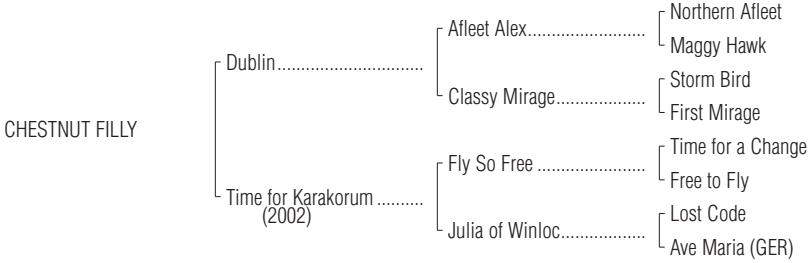 Northern Afleet
Afleet Alex.........................
Maggy Hawk
Dublin...............................
Storm Bird
Classy Mirage...................
First Mirage
CHESTNUT FILLY
Time for a Change
Fly So Free .......................
Free to Fly
Time for Karakorum ..........
(2002)
Lost Code
Julia of Winloc..................
Ave Maria (GER)